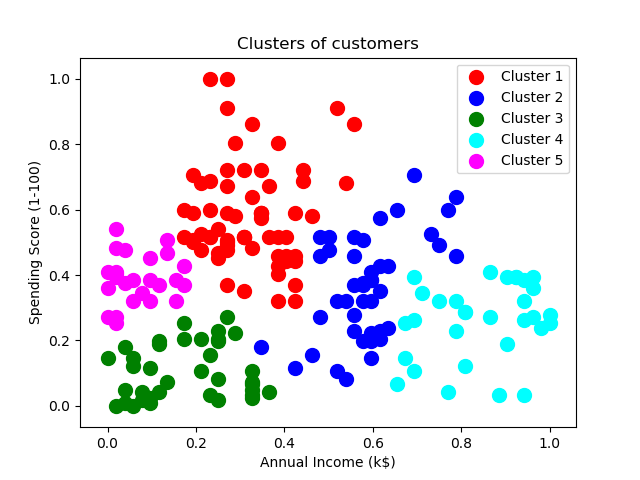 Clusters of customers
Cluster 1
Cluster 2
Cluster 3
Cluster 4
Cluster 5
Spending Score (1-100)
1.0
0.8
0.6
0.4
0.2
0.0
0.0 0.2 0.4 0.6 0.8 1.0
Annual Income (k$)